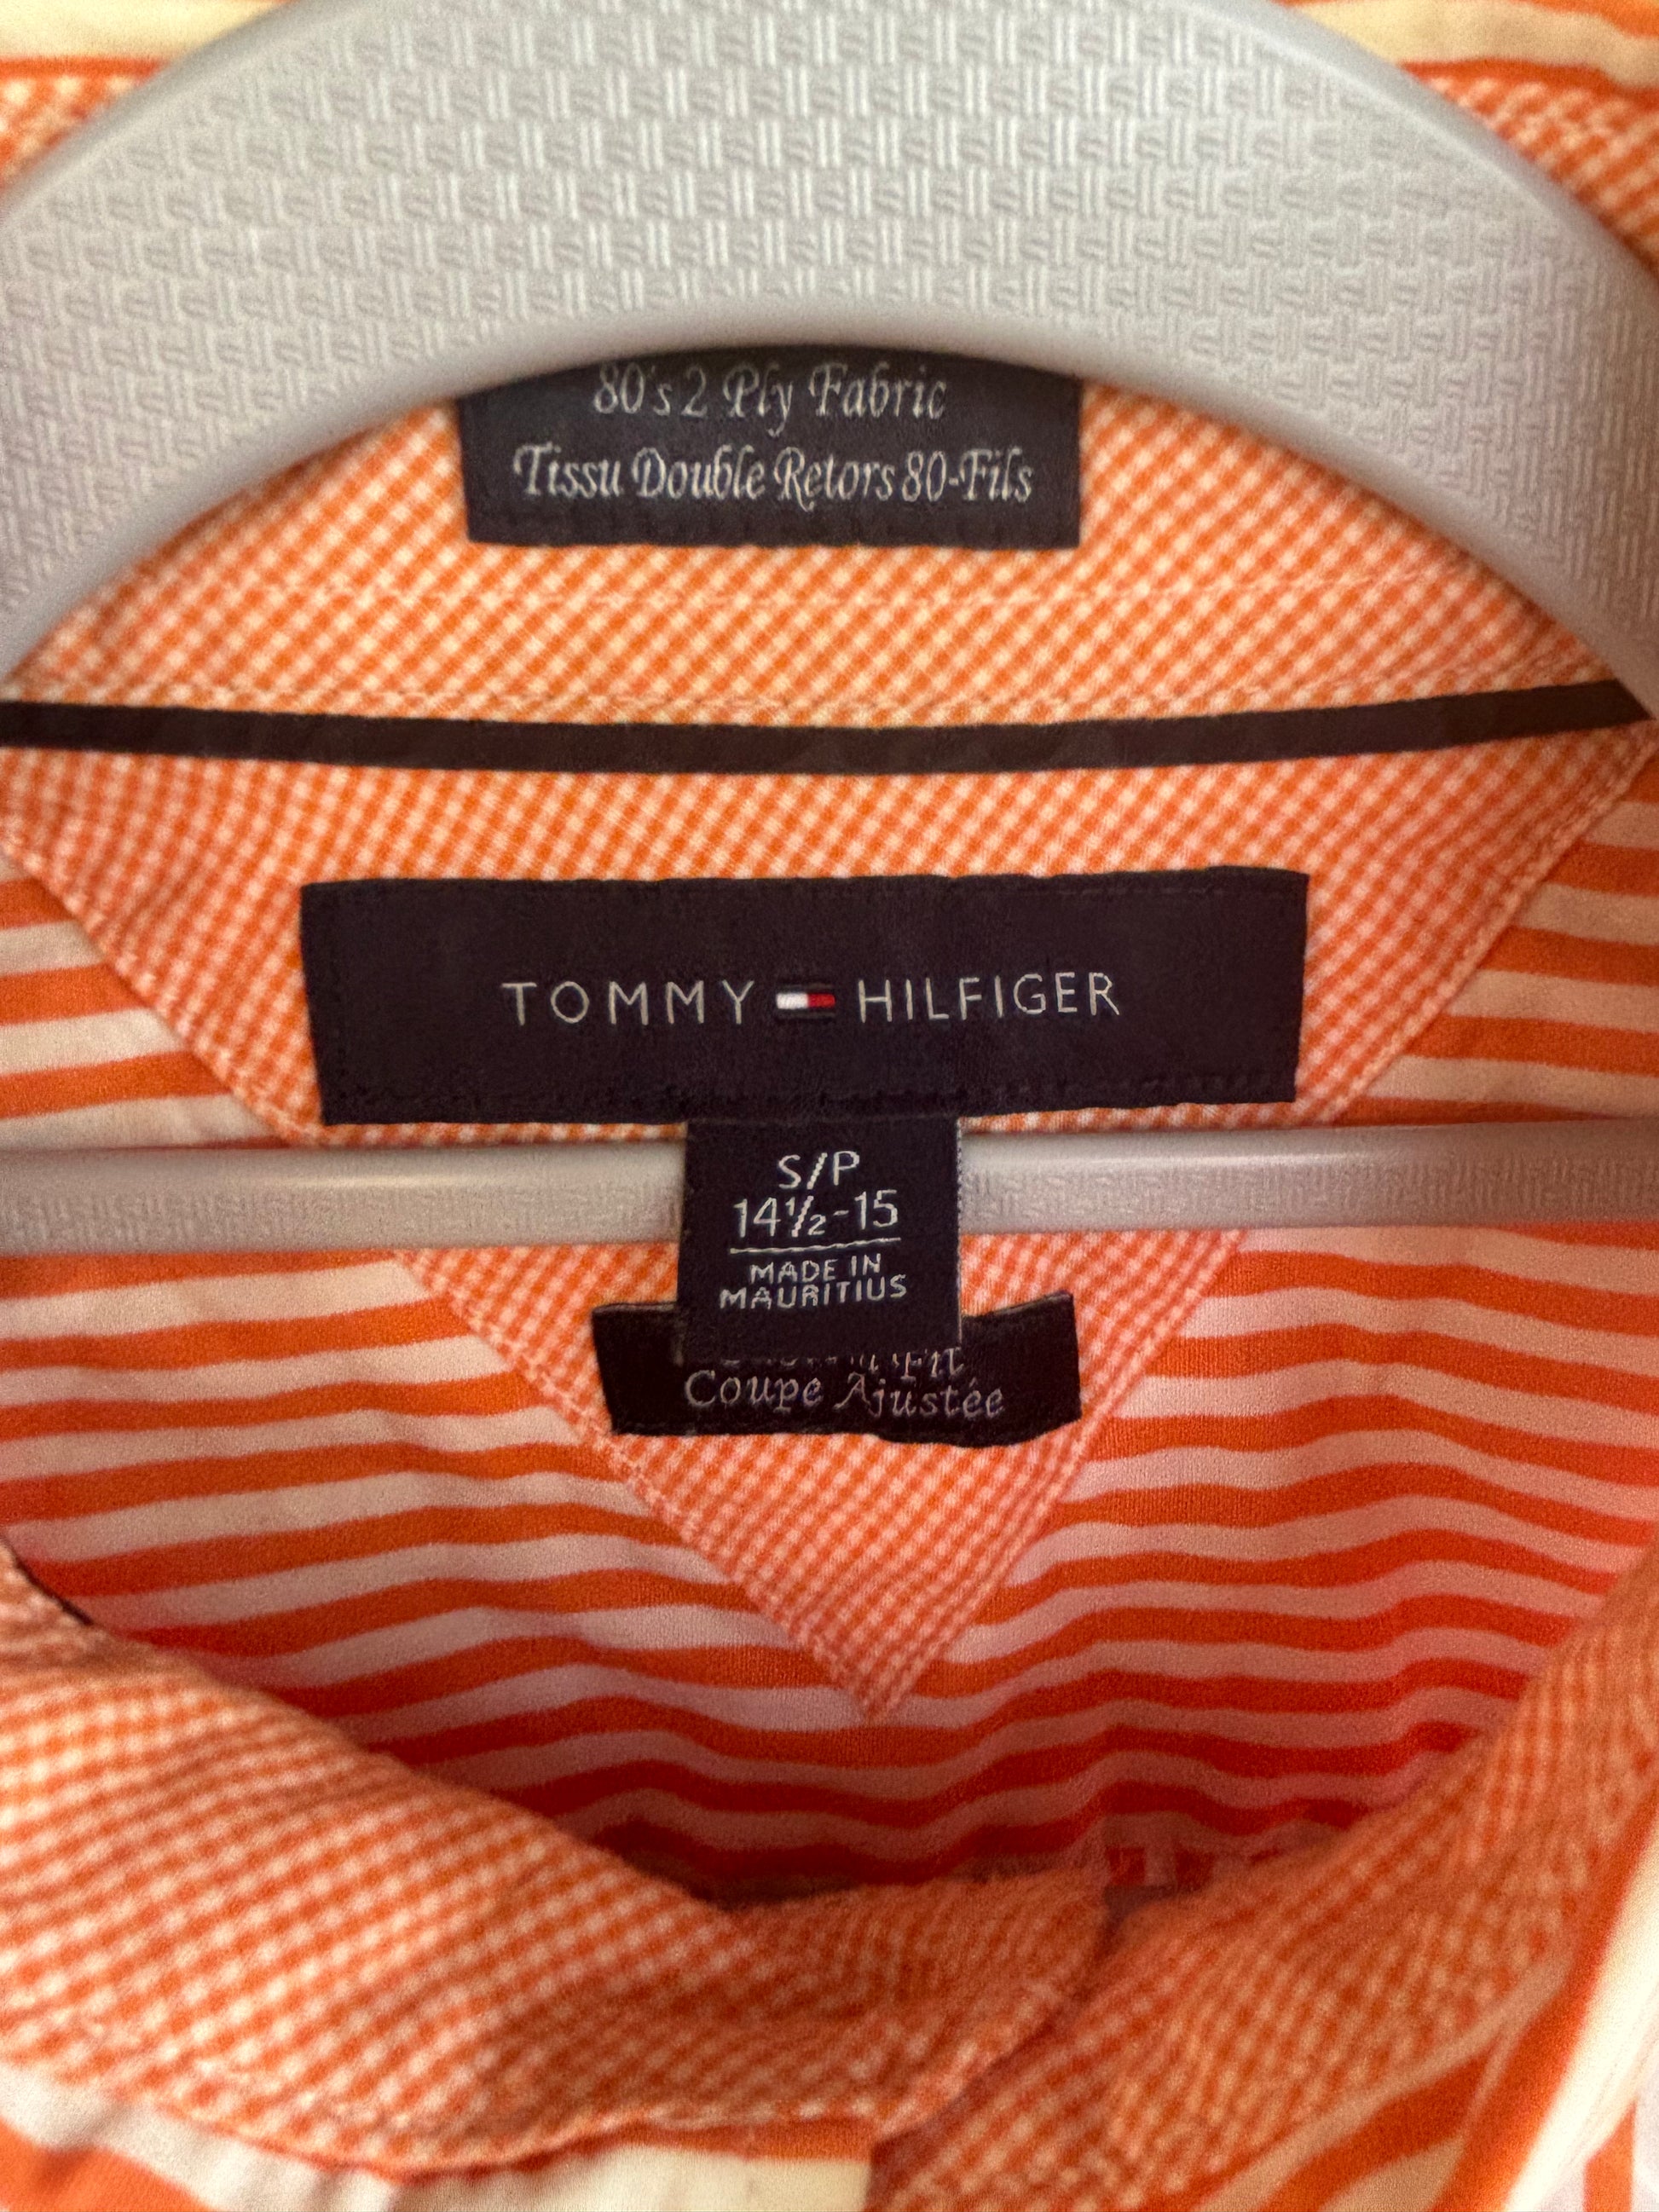 80's 2 Ply Fabric
Tissu Double Retors 80-Fils
TOMMY HILFIGER
S/P
14½-15
MADE IN
MAURITIUS
Fit
Coupe Ajustée